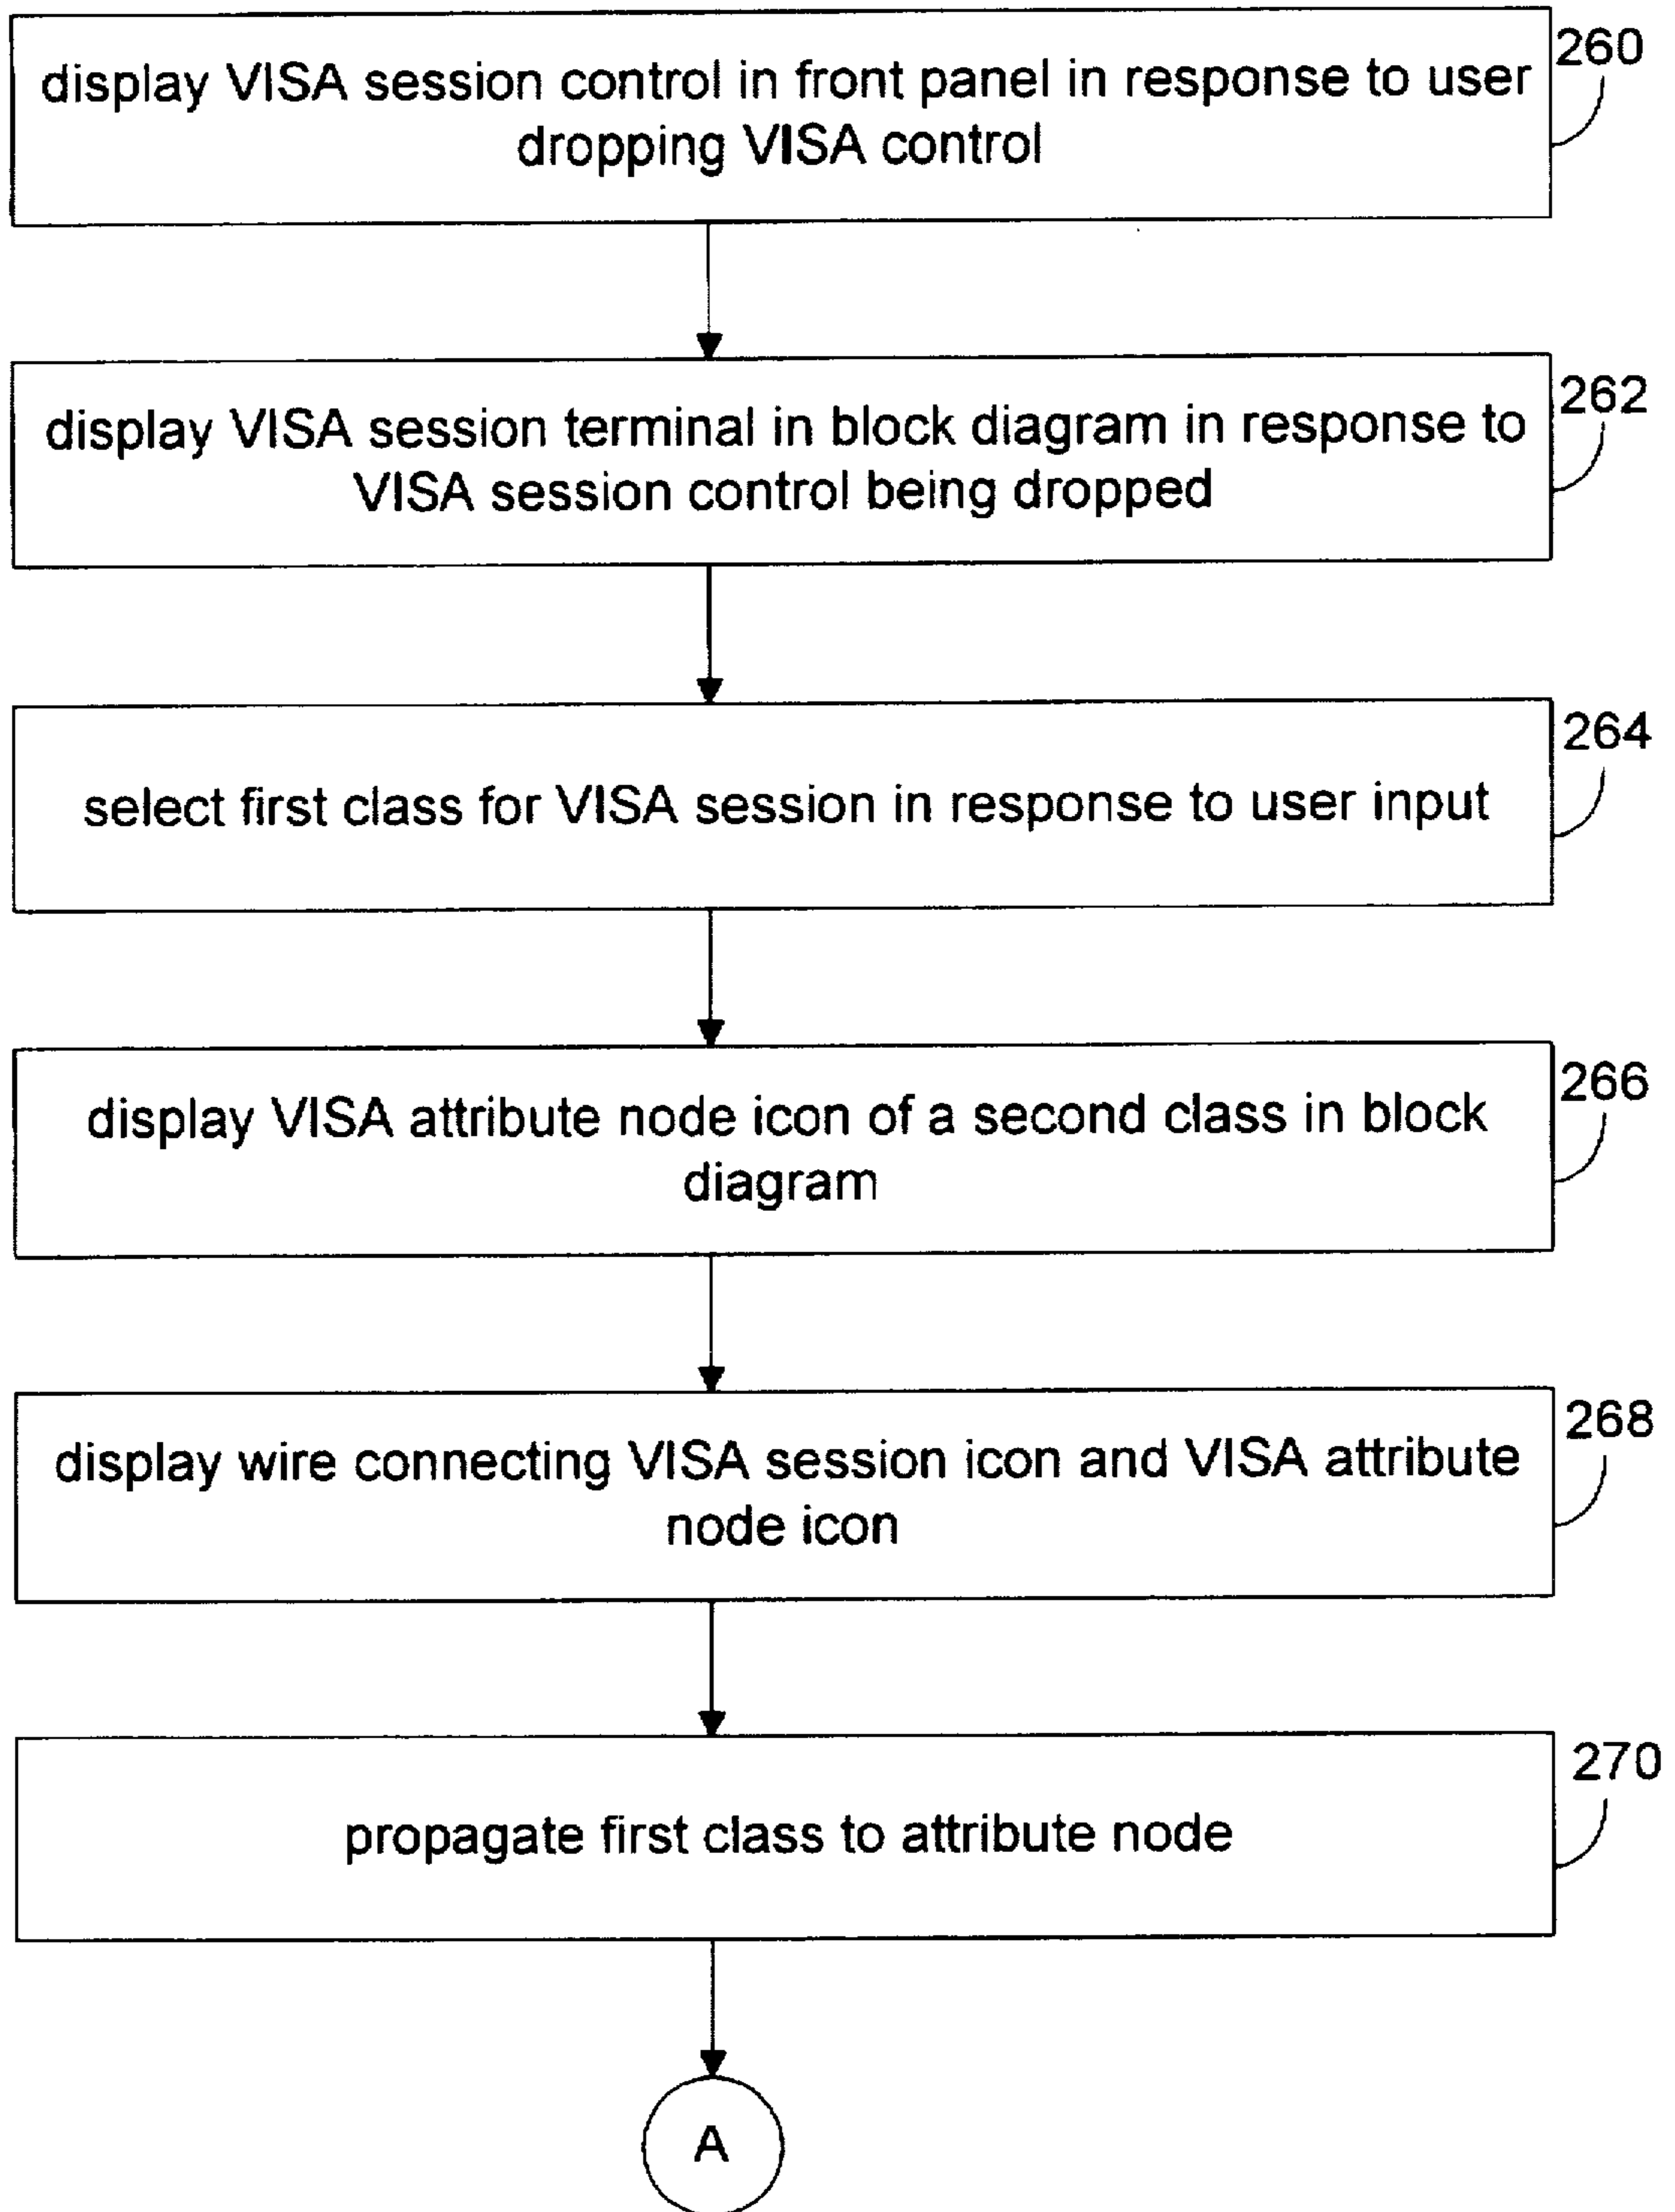 display VISA session control in front panel in response to user
dropping VISA control
260
display VISA session terminal in block diagram in response to
VISA session control being dropped
262
select first class for VISA session in response to user input
264
display VISA attribute node icon of a second class in block
diagram
266
display wire connecting VISA session icon and VISA attribute
node icon
268
propagate first class to attribute node
270
A